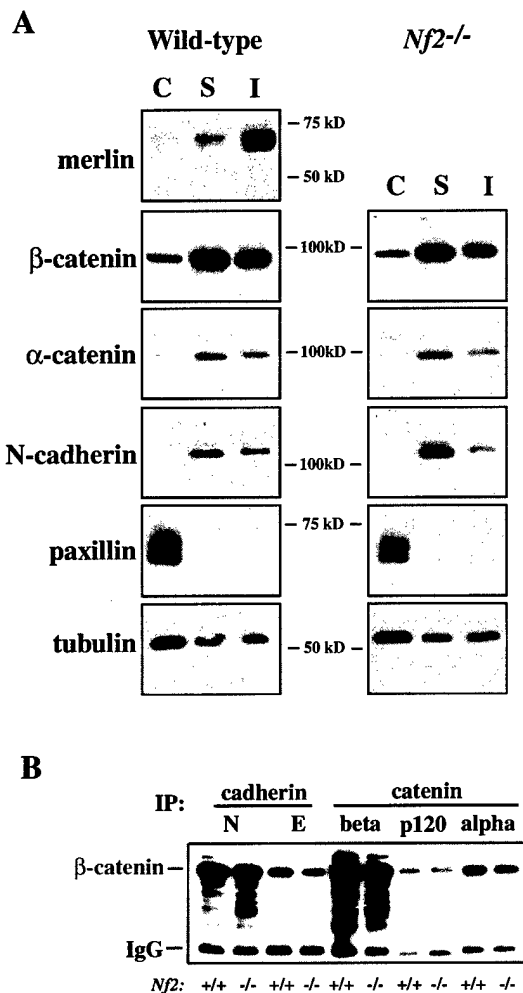 A
Wild-type
Nf2-/-
C S I
merlin
75 kD
50 kD
C S I
β-catenin
100kD
α-catenin
100kD
N-cadherin
100kD
paxillin
75 kD
tubulin
50 kD
B
IP:
cadherin
catenin
N E beta p120 alpha
β-catenin
IgG
Nf2: +/+ -/- +/+ -/- +/+ -/- +/+ -/- +/+ -/-